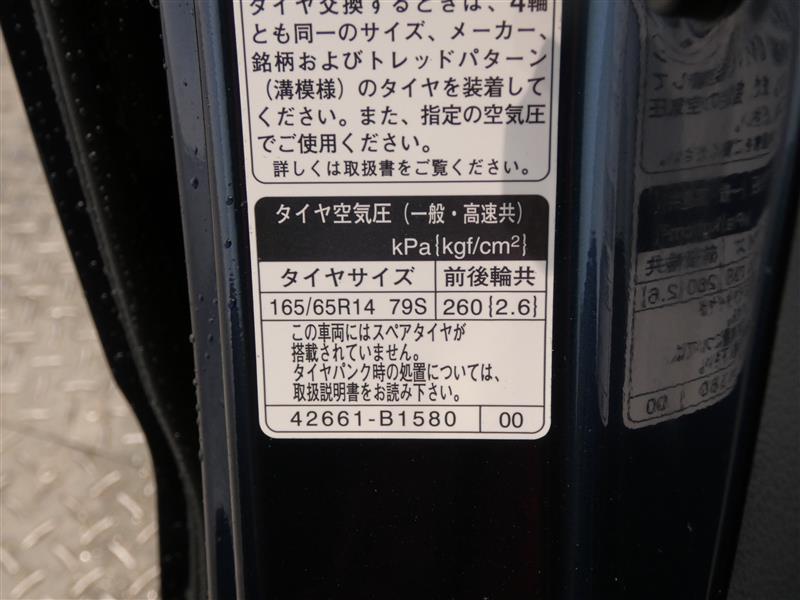 タイヤ交換するときは、4輪
とも同一のサイズ、メーカー、
銘柄およびトレッドパターン
（溝模様）のタイヤを装着して
ください。また、指定の空気圧
でご使用ください。
詳しくは取扱書をご覧ください。
タイヤ空気圧（一般・高速共）
kPa{kgf/cm²}
タイヤサイズ 前後輪共
165/65R14 79S 260{2.6}
この車両にはスペアタイヤが
搭載されていません。
タイヤパンク時の処置については、
取扱説明書をお読み下さい。
42661-B1580 00